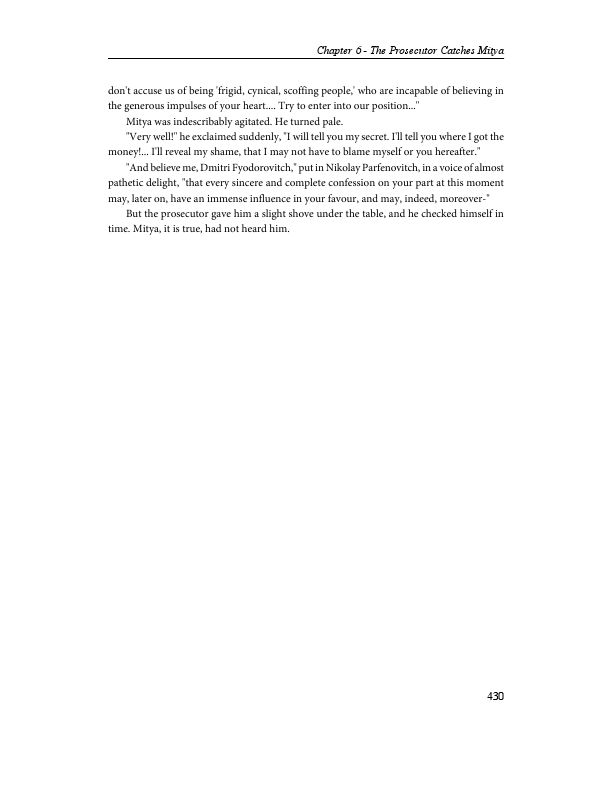 Chapter 6 - The Prosecutor Catches Mitya
don't accuse us of being 'frigid, cynical, scoffing people,' who are incapable of believing in
the generous impulses of your heart.... Try to enter into our position..."
Mitya was indescribably agitated. He turned pale.
"Very well!" he exclaimed suddenly, "I will tell you my secret. I'll tell you where I got the
money!... I'll reveal my shame, that I may not have to blame myself or you hereafter."
"And believe me, Dmitri Fyodorovitch," put in Nikolay Parfenovitch, in a voice of almost
pathetic delight, "that every sincere and complete confession on your part at this moment
may, later on, have an immense influence in your favour, and may, indeed, moreover-"
But the prosecutor gave him a slight shove under the table, and he checked himself in
time. Mitya, it is true, had not heard him.
430